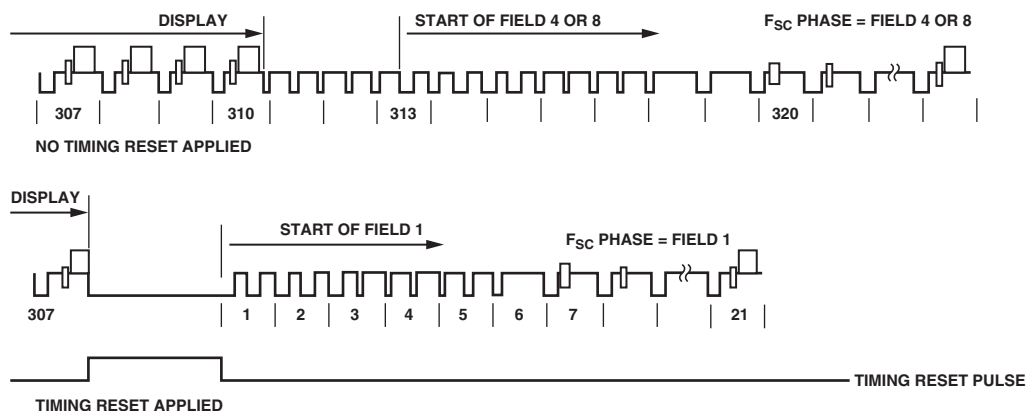 DISPLAY
START OF FIELD 4 OR 8
FSC PHASE = FIELD 4 OR 8
307 310 313 320
NO TIMING RESET APPLIED
DISPLAY
START OF FIELD 1
FSC PHASE = FIELD 1
307 1 2 3 4 5 6 7 21
TIMING RESET PULSE
TIMING RESET APPLIED